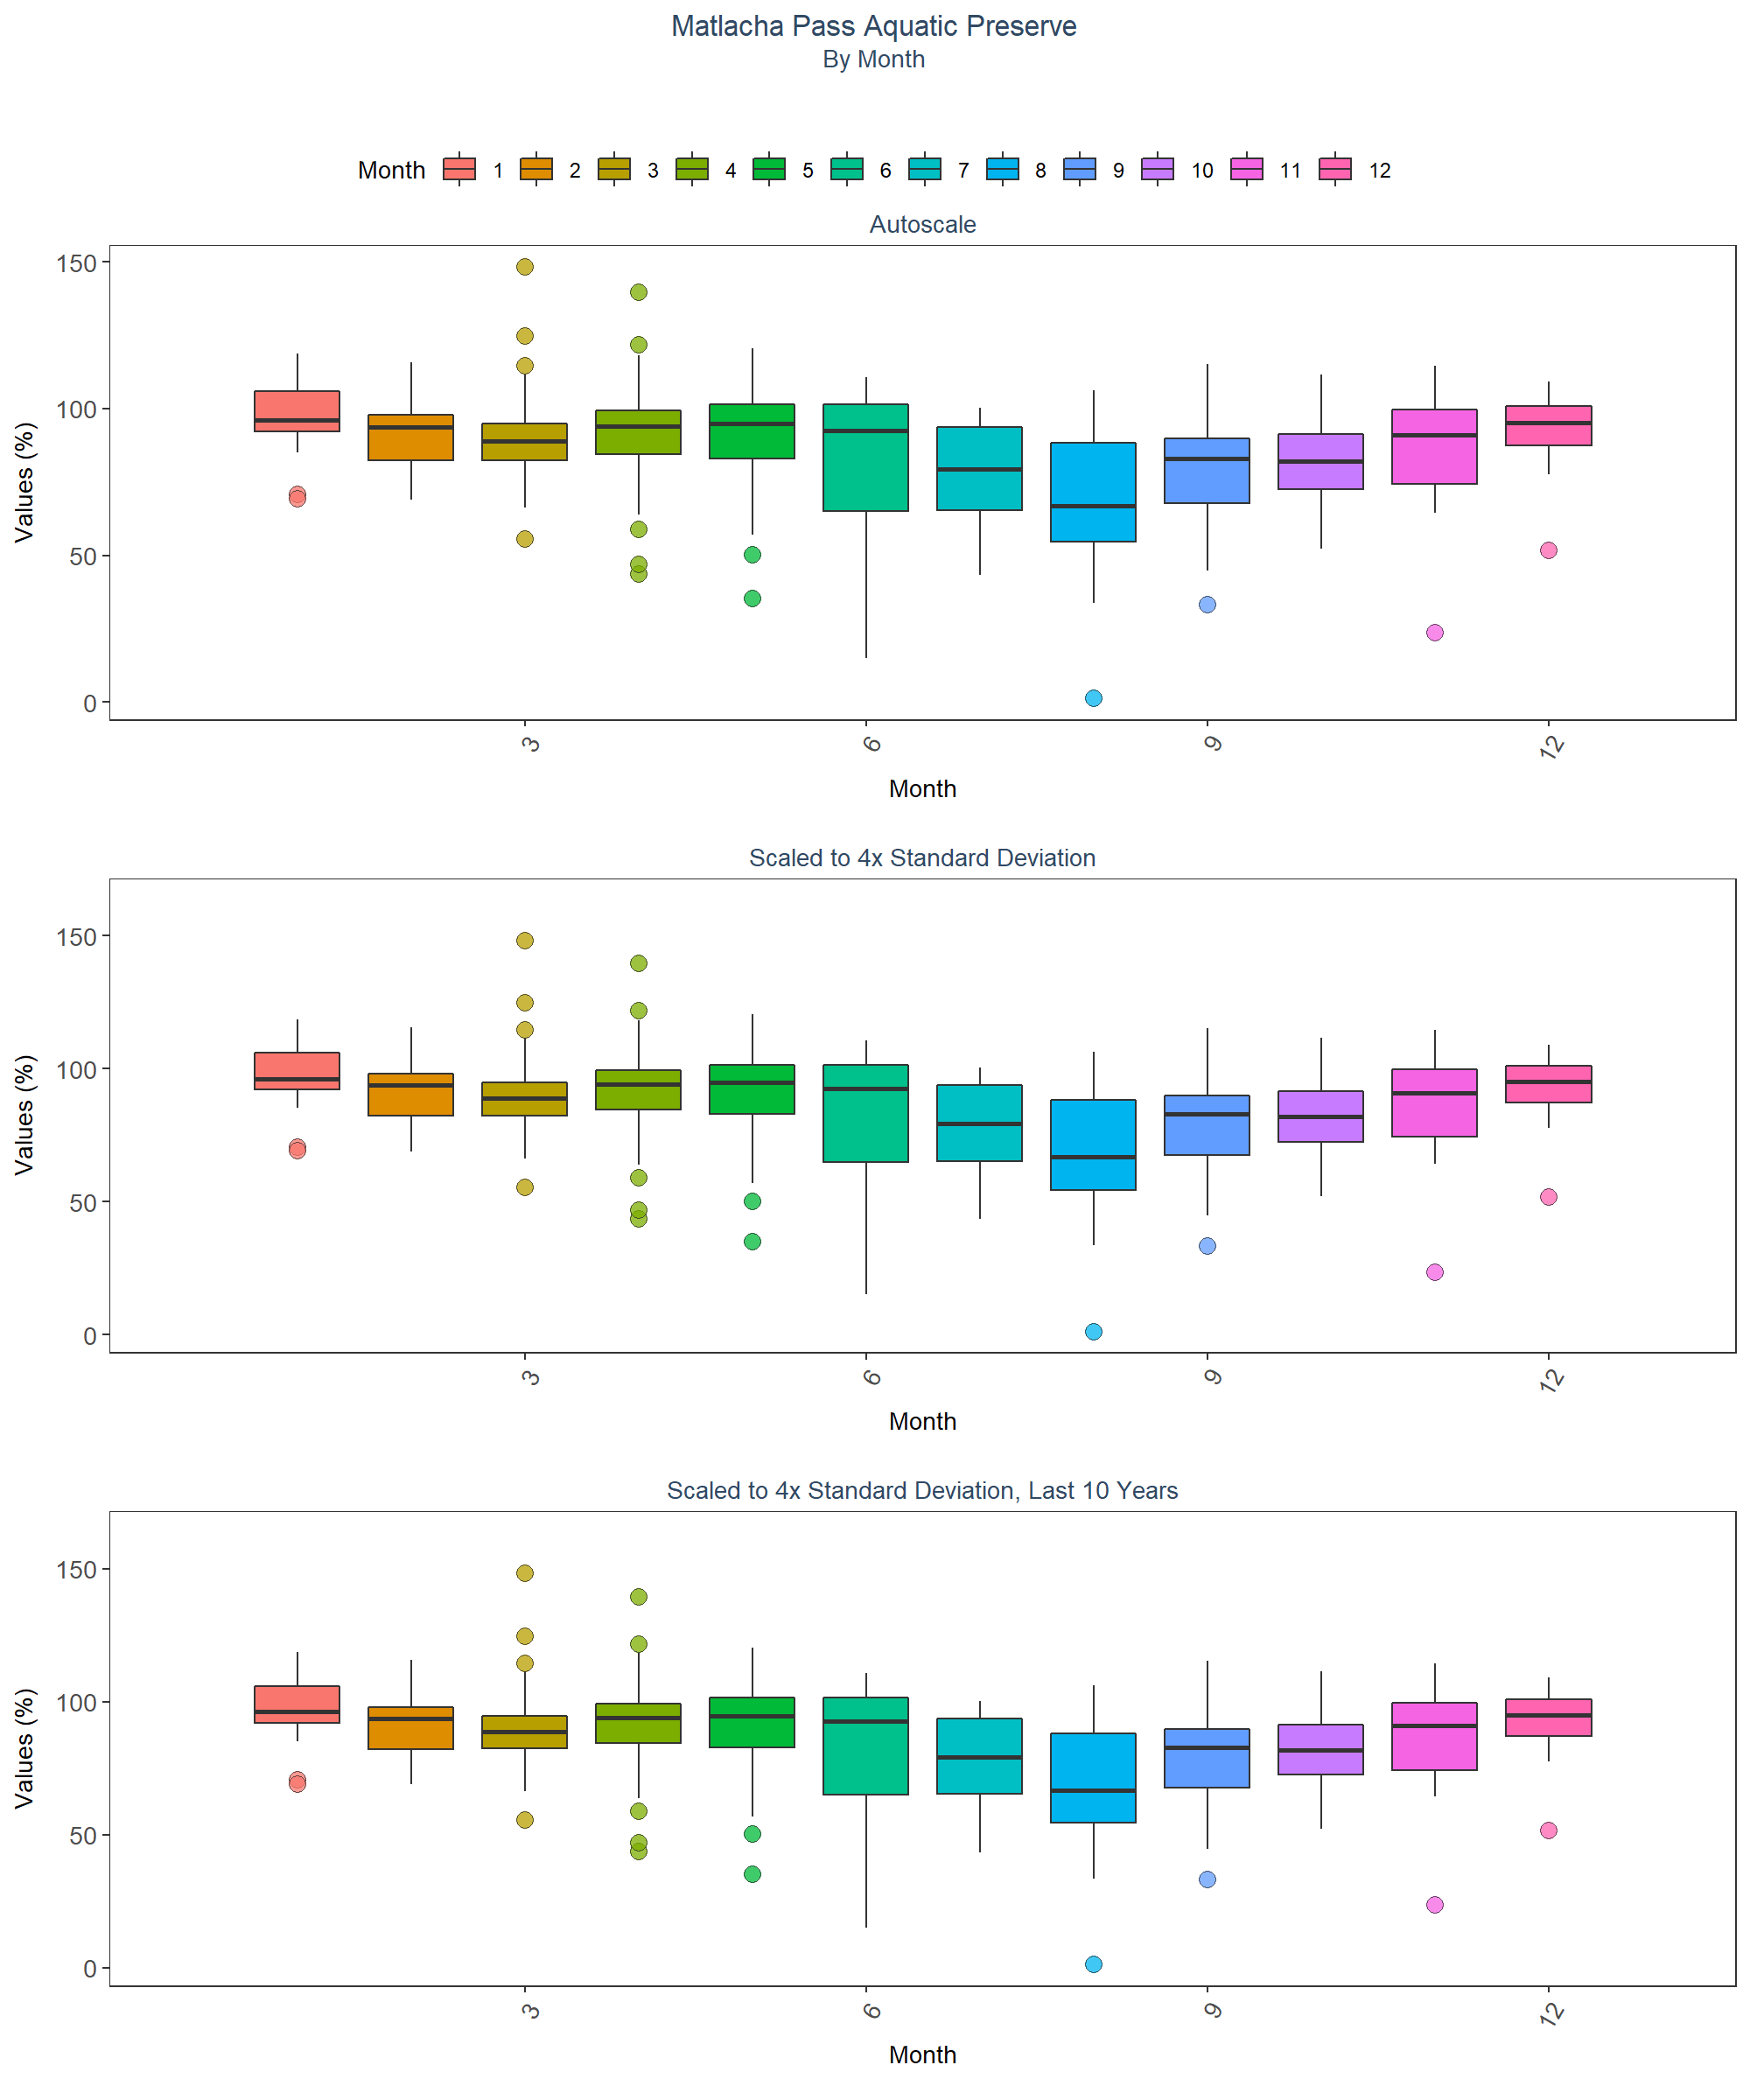 Matlacha Pass Aquatic Preserve
By Month
Month 1 2 3 4 5 6 7 8 9 10 11 12
Autoscale
Values (%)
150
100
50
0
3 6 9 12
Month
Scaled to 4x Standard Deviation
Values (%)
150
100
50
0
3 6 9 12
Month
Scaled to 4x Standard Deviation, Last 10 Years
Values (%)
150
100
50
0
3 6 9 12
Month